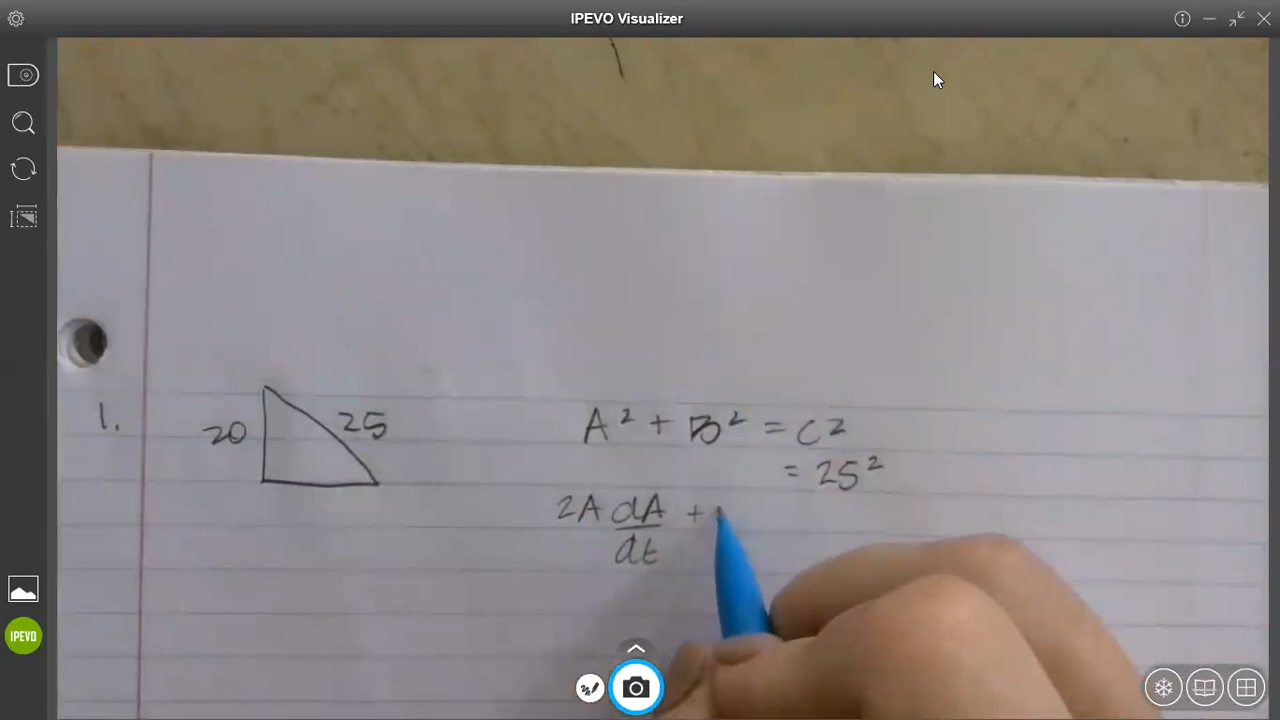 IPEVO Visualizer
1.
20
25
A² + B² = C²
= 25²
2A dA/dt +
IPEVO